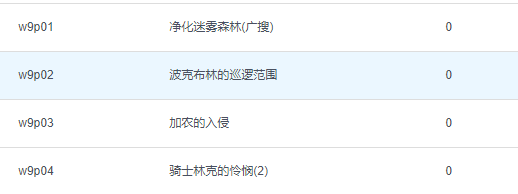 w9p01 净化迷雾森林(广搜) 0
w9p02 波克布林的巡逻范围 0
w9p03 加农的入侵 0
w9p04 骑士林克的怜悯(2) 0